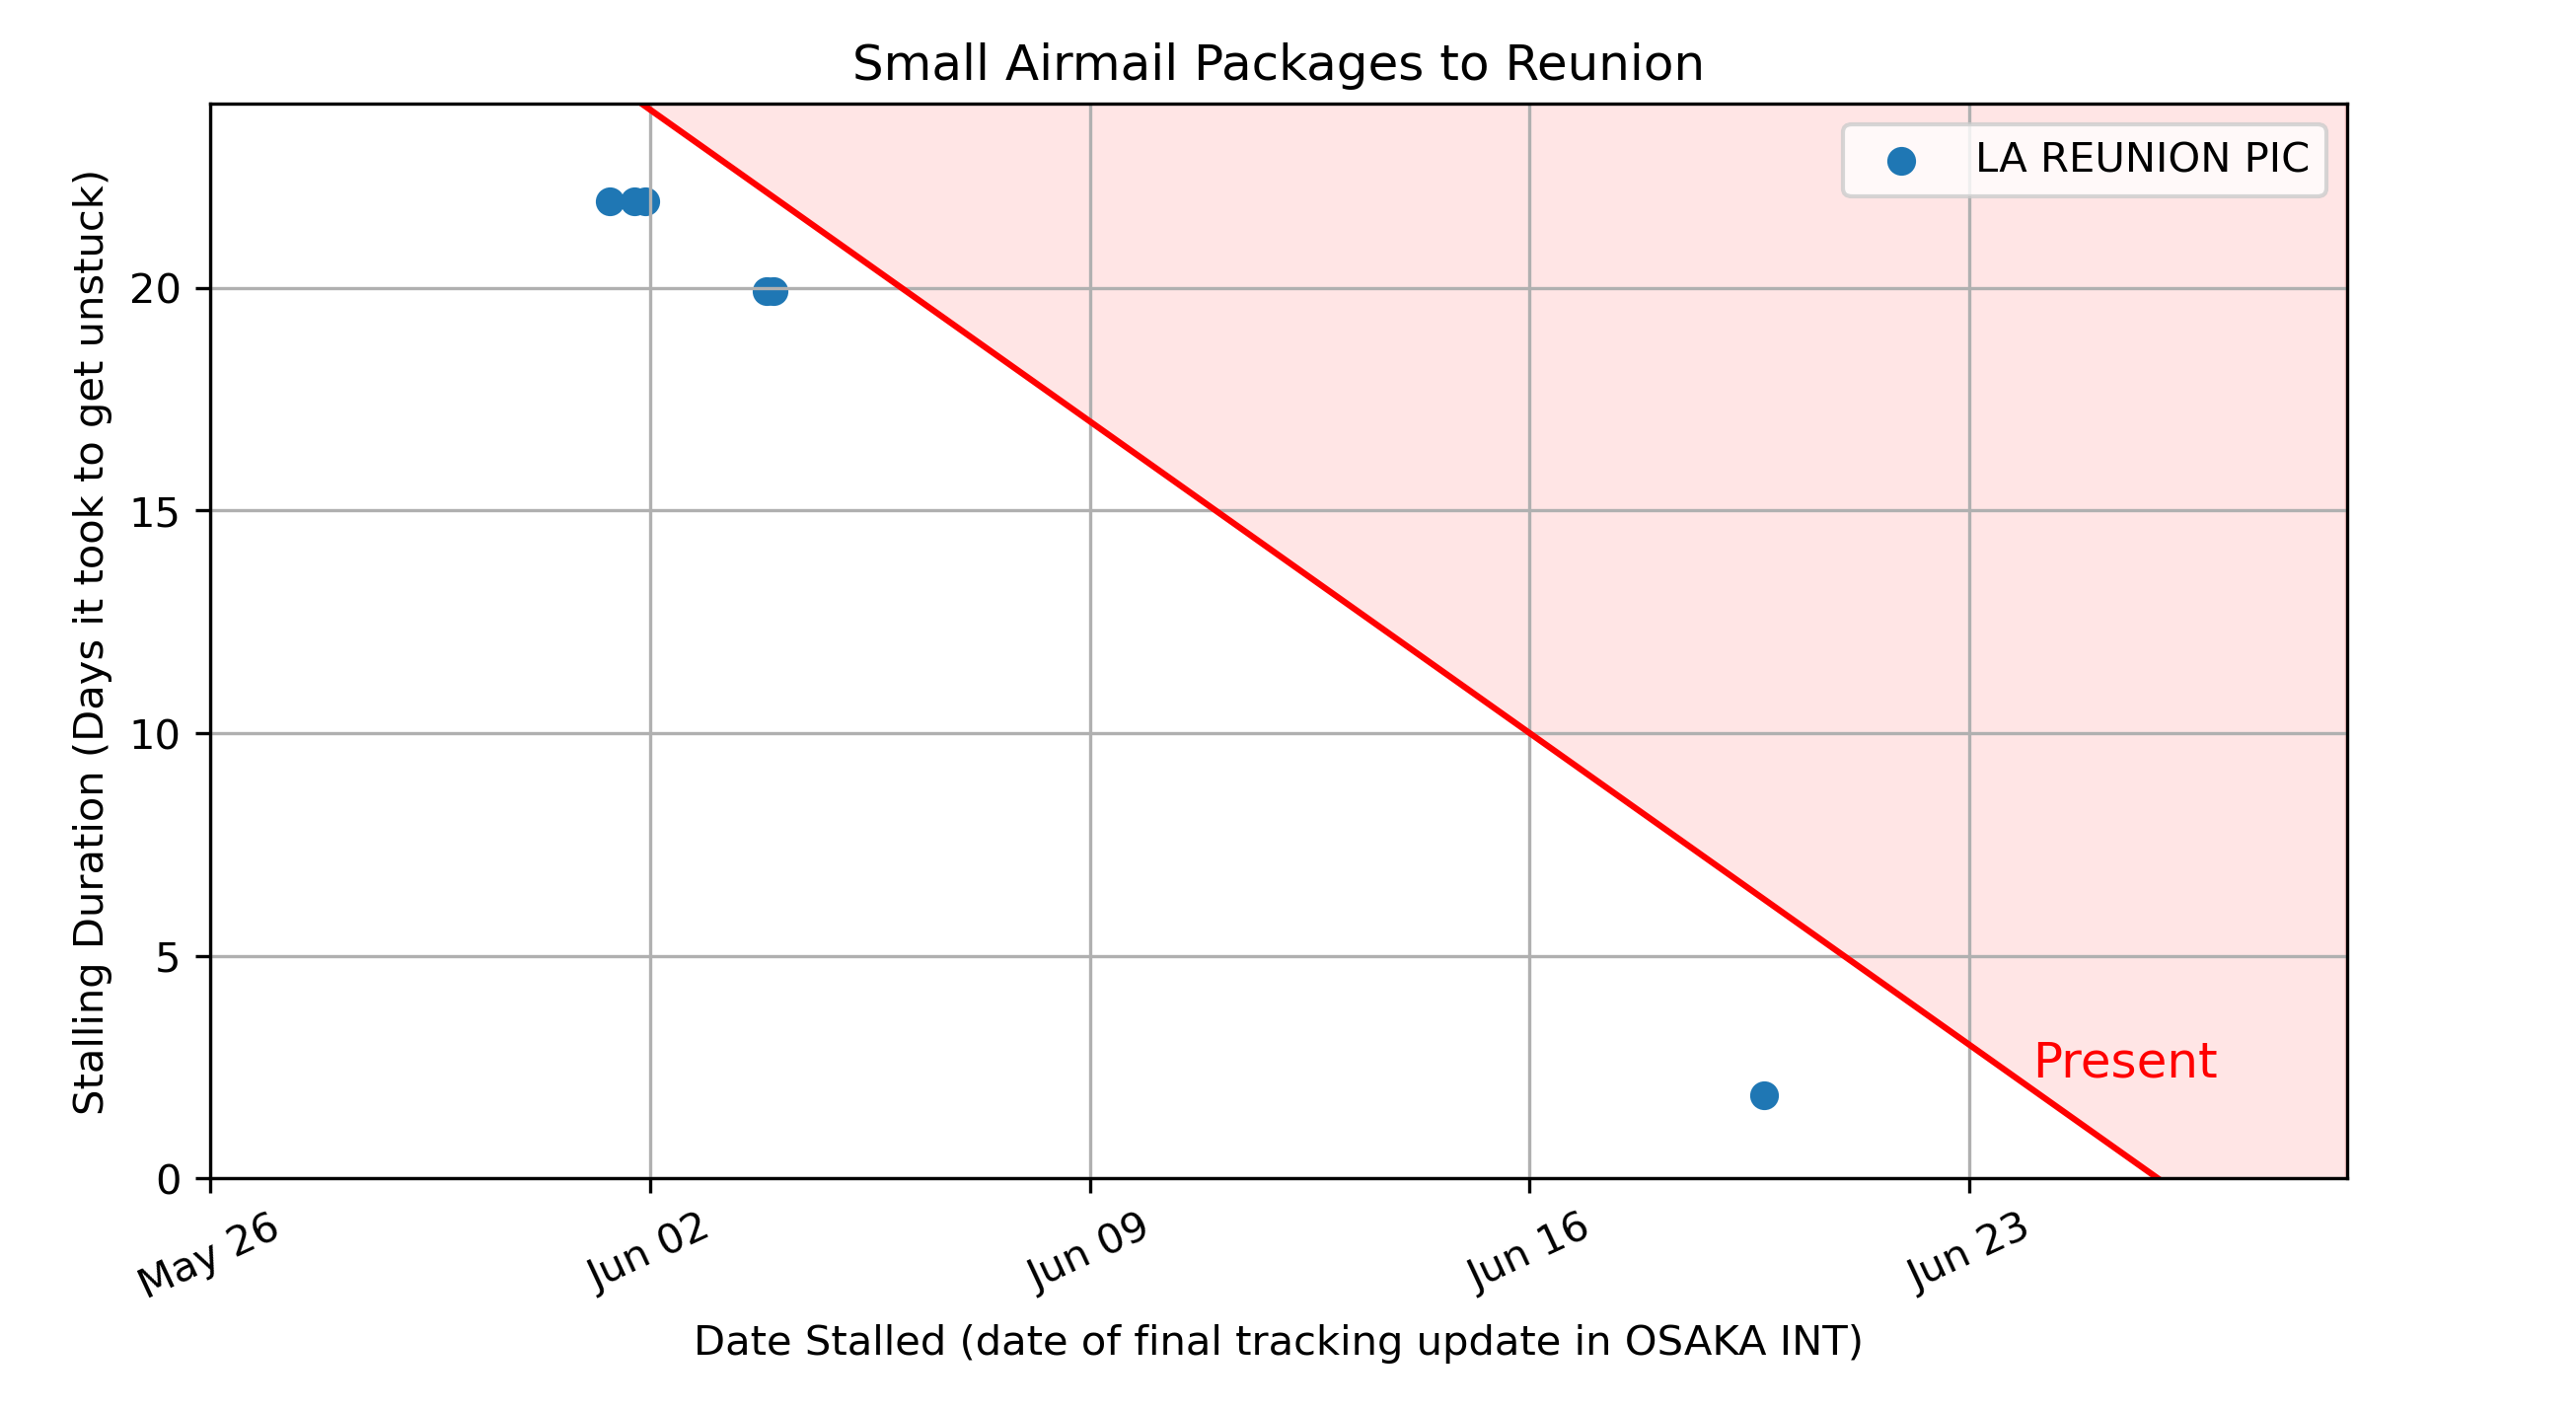 Small Airmail Packages to Reunion
LA REUNION PIC
Stalling Duration (Days it took to get unstuck)
20
15
10
5
0
Present
May 26
Jun 02
Jun 09
Jun 16
Jun 23
Date Stalled (date of final tracking update in OSAKA INT)